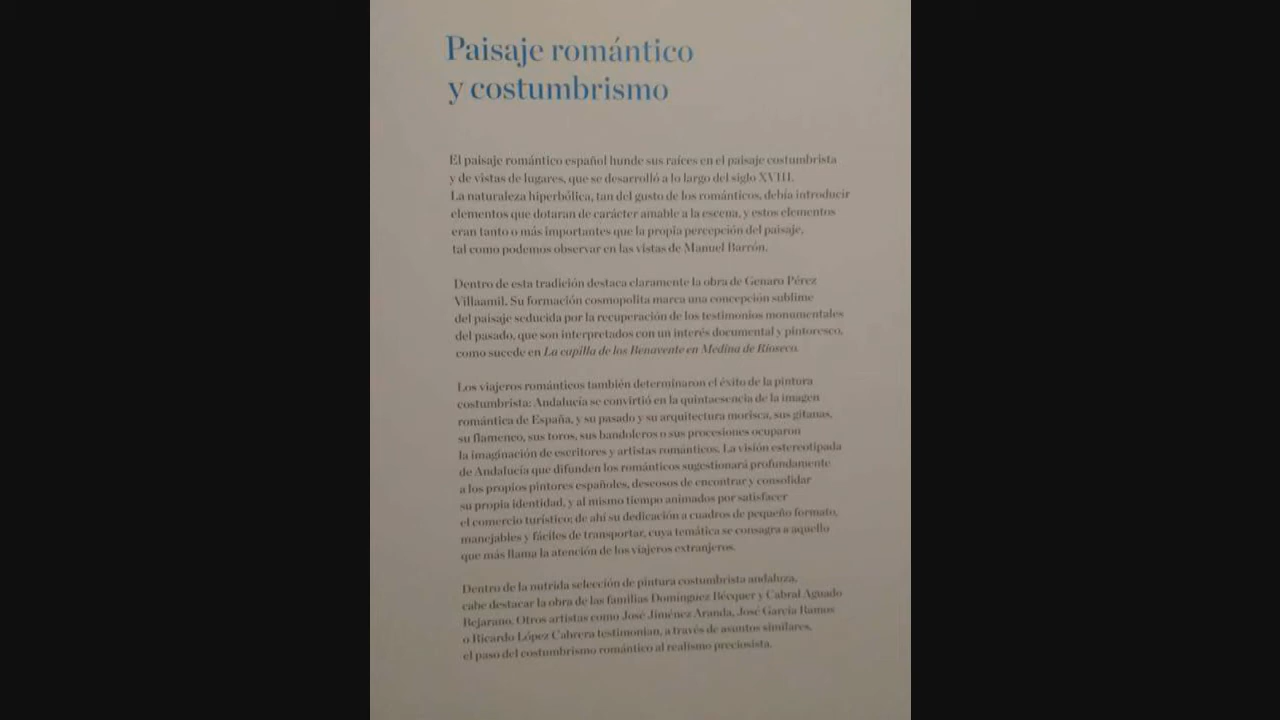 Paisaje romántico
y costumbrismo
El paisaje romántico español hunde sus raíces en el paisaje costumbrista
y de vistas de lugares, que se desarrolló a lo largo del siglo XVIII.
La naturaleza hiperbólica, tan del gusto de los románticos, debía introducir
elementos que dotaran de carácter amable a la escena, y estos elementos
eran tanto o más importantes que la propia percepción del paisaje,
tal como podemos observar en las vistas de Manuel Barrón.
Dentro de esta tradición destaca claramente la obra de Genaro Pérez
Villaamil. Su formación cosmopolita marca una concepción sublime
del paisaje seducida por la recuperación de los testimonios monumentales
del pasado, que son interpretados con un interés documental y pintoresco,
como sucede en La capilla de los Benavente en Medina de Rioseco.
Los viajeros románticos también determinaron el éxito de la pintura
costumbrista: Andalucía se convirtió en la quintaesencia de la imagen
romántica de España, y su pasado y su arquitectura morisca, sus gitanas,
su flamenco, sus toros, sus bandoleros o sus procesiones ocuparon
la imaginación de escritores y artistas románticos. La visión estereotipada
de Andalucía que difunden los románticos sugestionará profundamente
a los propios pintores españoles, deseosos de encontrar y consolidar
su propia identidad, y al mismo tiempo animados por satisfacer
el comercio turístico; de ahí su dedicación a cuadros de pequeño formato,
manejables y fáciles de transportar, cuya temática se consagra a aquello
que más llama la atención de los viajeros extranjeros.
Dentro de la nutrida selección de pintura costumbrista andaluza,
cabe destacar la obra de las familias Domínguez Bécquer y Cabral Aguado
Bejarano. Otros artistas como José Jiménez Aranda, José García Ramos
o Ricardo López Cabrera testimonian, a través de asuntos similares,
el paso del costumbrismo romántico al realismo preciosista.